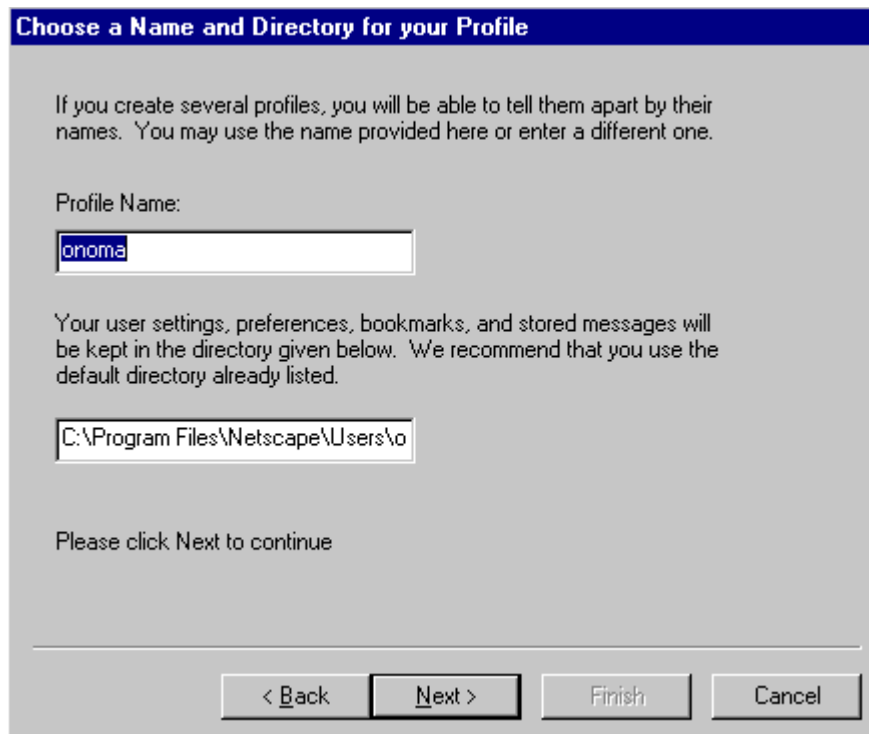 Choose a Name and Directory for your Profile
If you create several profiles, you will be able to tell them apart by their
names.  You may use the name provided here or enter a different one.
Profile Name:
onoma
Your user settings, preferences, bookmarks, and stored messages will
be kept in the directory given below.  We recommend that you use the
default directory already listed.
C:\Program Files\Netscape\Users\o
Please click Next to continue
< Back
Next >
Finish
Cancel